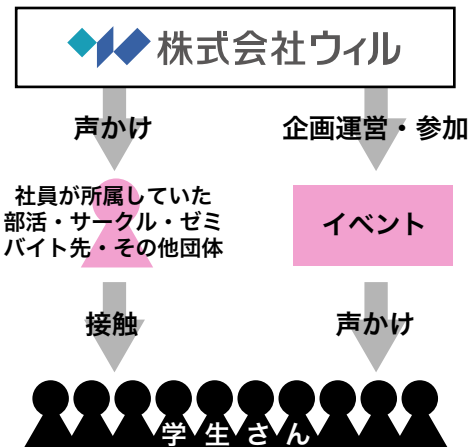 株式会社ウィル
声かけ
企画運営・参加
社員が所属していた
部活・サークル・ゼミ
バイト先・その他団体
イベント
接触
声かけ
学生さん